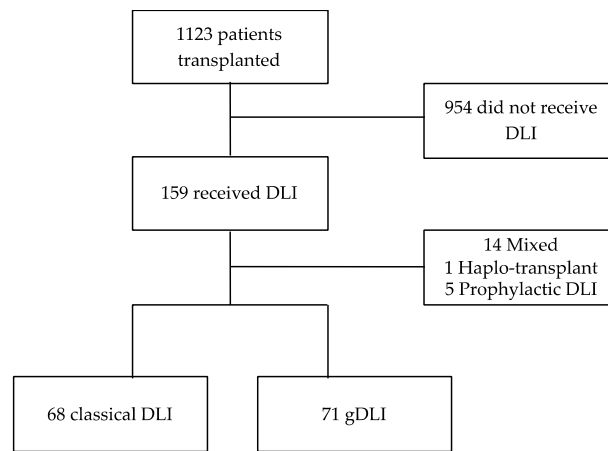 1123 patients
transplanted
954 did not receive
DLI
159 received DLI
14 Mixed
1 Haplo-transplant
5 Prophylactic DLI
68 classical DLI
71 gDLI